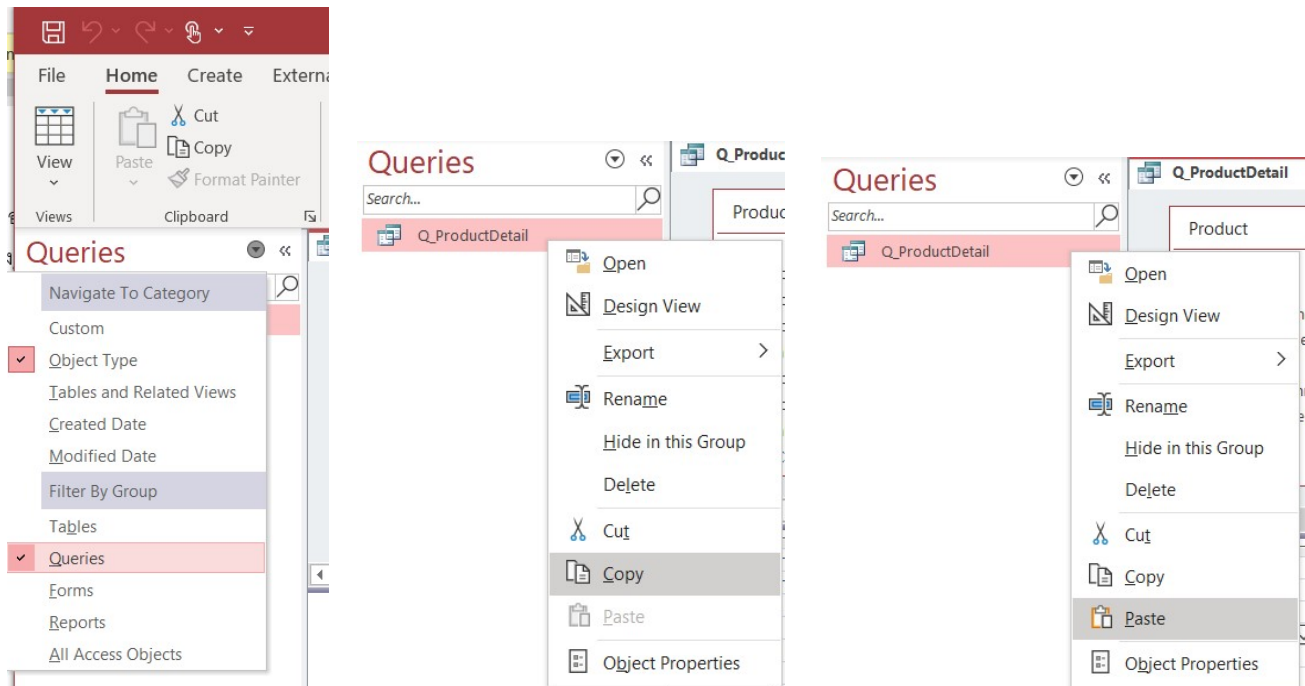 File Home Create Externa
Cut
Copy
View Paste
Format Painter
Views Clipboard
Queries
Navigate To Category
Custom
Object Type
Tables and Related Views
Created Date
Modified Date
Filter By Group
Tables
Queries
Forms
Reports
All Access Objects
Queries
Q_Produc
Search...
Produc
Q_ProductDetail
Open
Design View
Export
Rename
Hide in this Group
Delete
Cut
Copy
Paste
Object Properties
Queries
Q_ProductDetail
Search...
Product
Q_ProductDetail
Open
Design View
Export
Rename
Hide in this Group
Delete
Cut
Copy
Paste
Object Properties